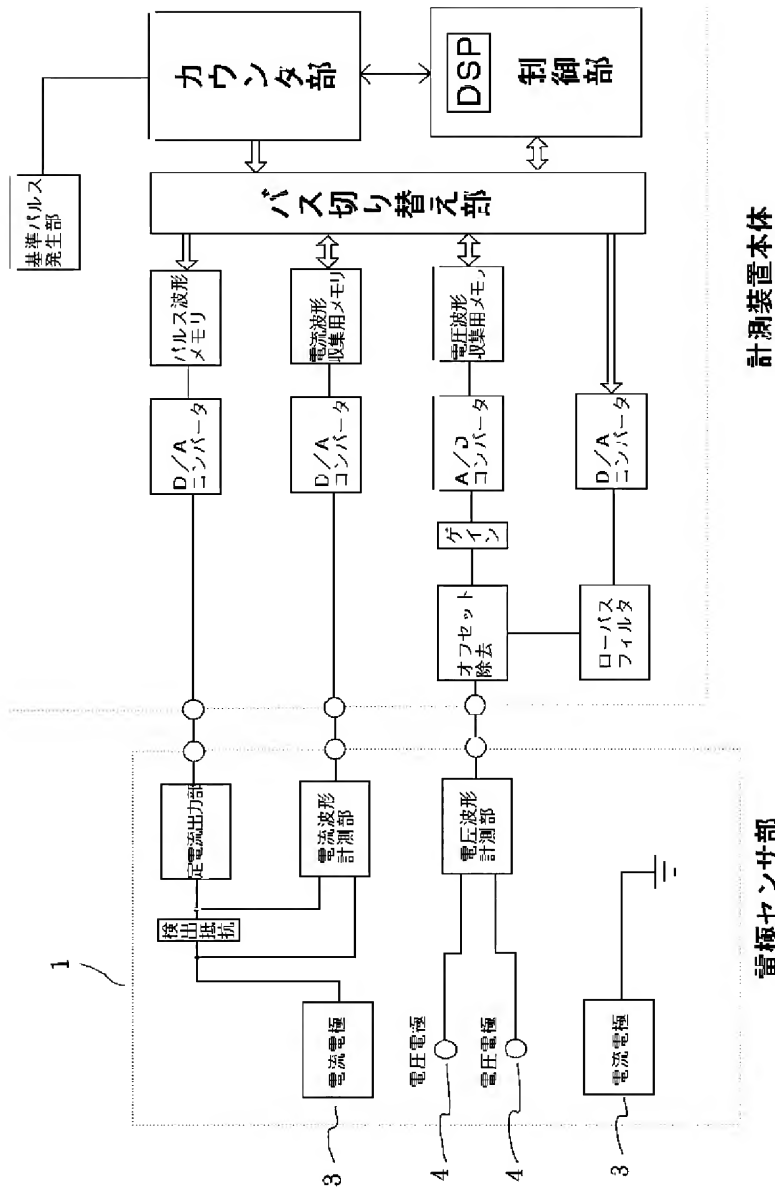 1
3
4
4
3
電流電極
電圧電極
電圧電極
電流電極
検出
抵抗
定電流出力部
電流波形
計測部
電圧波形
計測部
電極センサ部
オフセット
除去
ローパス
フィルタ
ゲイン
D/A
コンバータ
D/A
コンバータ
A/D
コンバータ
D/A
コンバータ
パルス波形
メモリ
電流波形
収集用メモリ
電圧波形
収集用メモリ
バス切り替え部
基準パルス
発生部
カウンタ部
DSP
制御部
計測装置本体